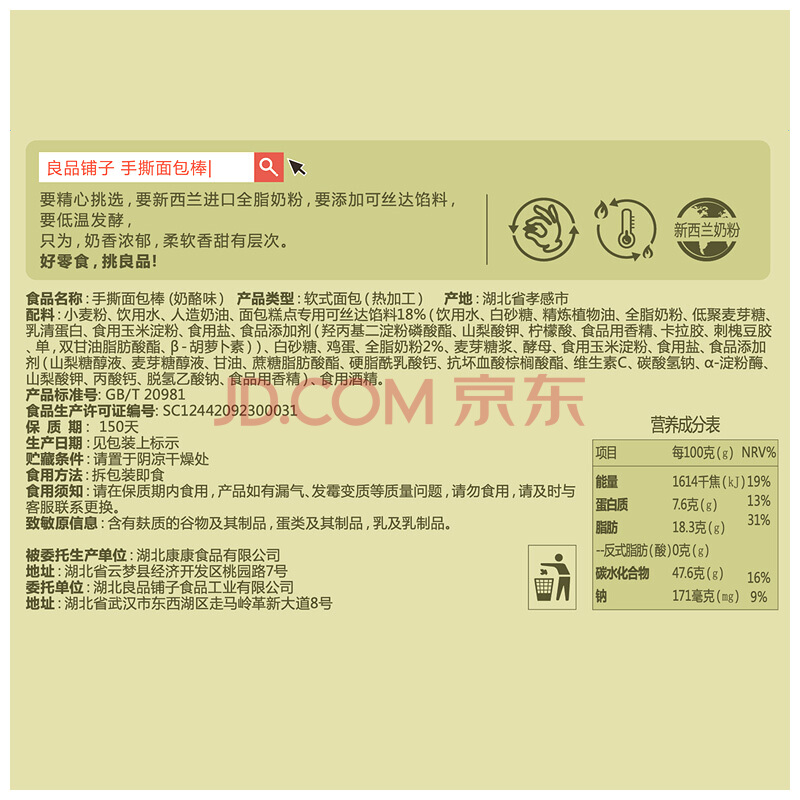 良品铺子 手撕面包棒
要精心挑选，要新西兰进口全脂奶粉，要添加可丝达馅料，
要低温发酵，
只为，奶香浓郁，柔软香甜有层次。
好零食，挑良品！
新西兰奶粉
食品名称：手撕面包棒（奶酪味） 产品类型：软式面包（热加工） 产地：湖北省孝感市
配料：小麦粉、饮用水、人造奶油、面包糕点专用可丝达馅料18%（饮用水、白砂糖、精炼植物油、全脂奶粉、低聚麦芽糖、
乳清蛋白、食用玉米淀粉、食用盐、食品添加剂（羟丙基二淀粉磷酸酯、山梨酸钾、柠檬酸、食品用香精、卡拉胶、刺槐豆胶
、单，双甘油脂肪酸酯、β-胡萝卜素））、白砂糖、鸡蛋、全脂奶粉2%、麦芽糖浆、酵母、食用玉米淀粉、食用盐、食品添加
剂（山梨糖醇液、麦芽糖醇液、甘油、蔗糖脂肪酸酯、硬脂酰乳酸钙、抗坏血酸棕榈酸酯、维生素C、碳酸氢钠、α-淀粉酶、
山梨酸钾、丙酸钙、脱氢乙酸钠、食品用香精）、食用酒精。
产品标准号：GB/T 20981
食品生产许可证编号：SC12442092300031
保 质 期：150天
生产日期：见包装上标示
贮藏条件：请置于阴凉干燥处
食用方法：拆包装即食
食用须知：请在保质期内食用，产品如有漏气、发霉变质等质量问题，请勿食用，请及时与
客服联系更换。
致敏原信息：含有麸质的谷物及其制品，蛋类及其制品，乳及乳制品。
被委托生产单位：湖北康康食品有限公司
地址：湖北省云梦县经济开发区桃园路7号
委托单位：湖北良品铺子食品工业有限公司
地址：湖北省武汉市东西湖区走马岭革新大道8号
JD.COM 京东
营养成分表
项目 每100克(g) NRV%
能量 1614千焦(kJ) 19%
蛋白质 7.6克(g) 13%
脂肪 18.3克(g) 31%
--反式脂肪(酸) 0克(g)
碳水化合物 47.6克(g) 16%
钠 171毫克(mg) 9%